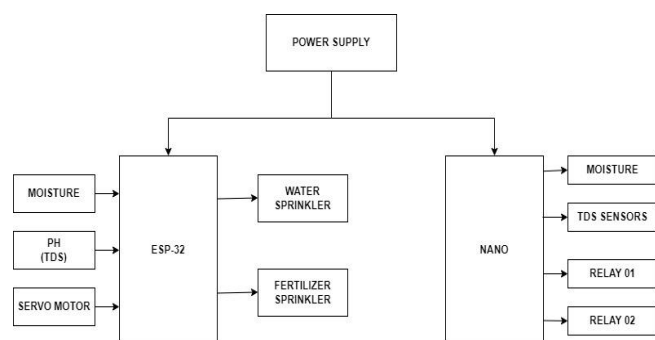 POWER SUPPLY
MOISTURE
PH
(TDS)
SERVO MOTOR
ESP-32
WATER
SPRINKLER
FERTILIZER
SPRINKLER
NANO
MOISTURE
TDS SENSORS
RELAY 01
RELAY 02